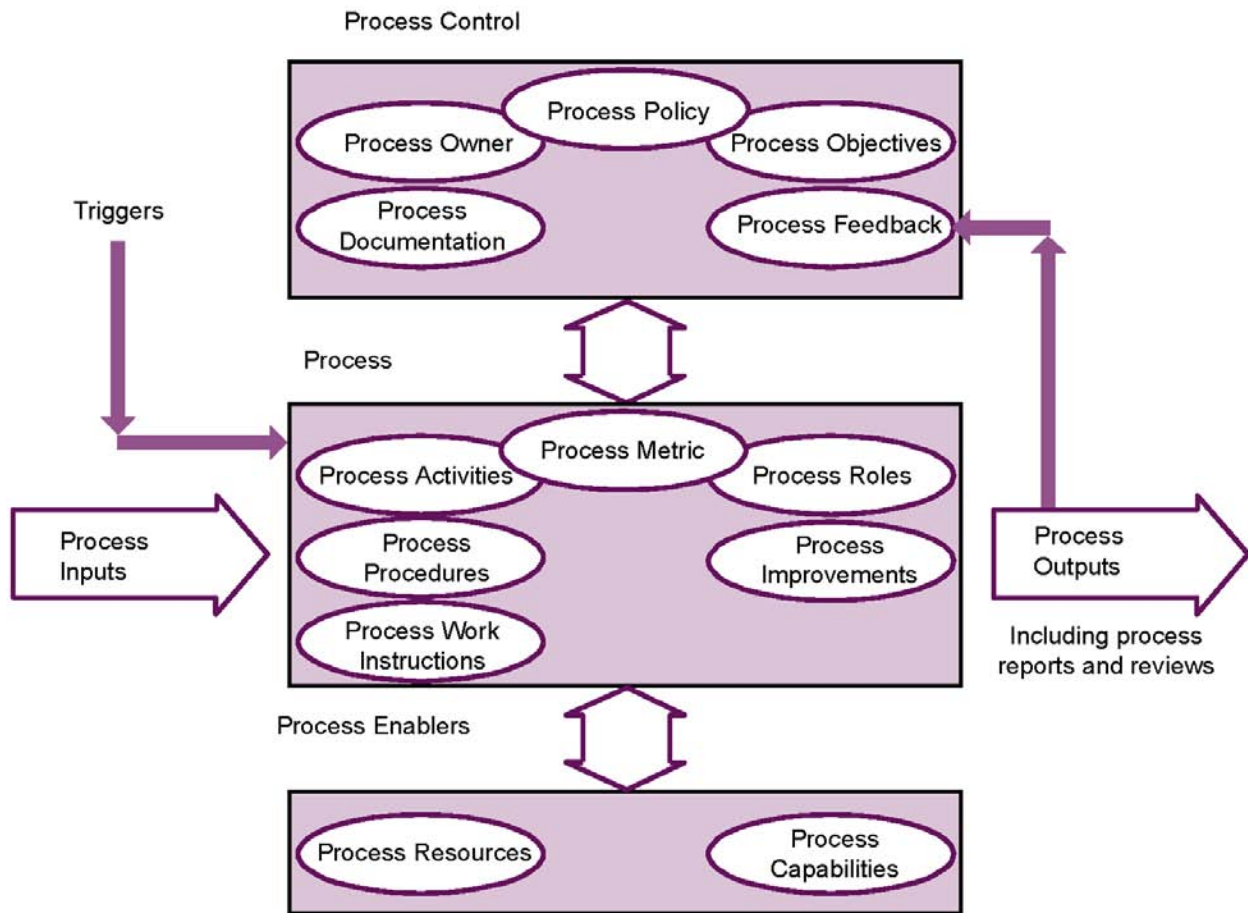 Process Control
Process Policy
Process Owner
Process Objectives
Process
Documentation
Process Feedback
Triggers
Process
Process Metric
Process Activities
Process Roles
Process
Procedures
Process
Improvements
Process Work
Instructions
Process
Inputs
Process
Outputs
Including process
reports and reviews
Process Enablers
Process Resources
Process
Capabilities